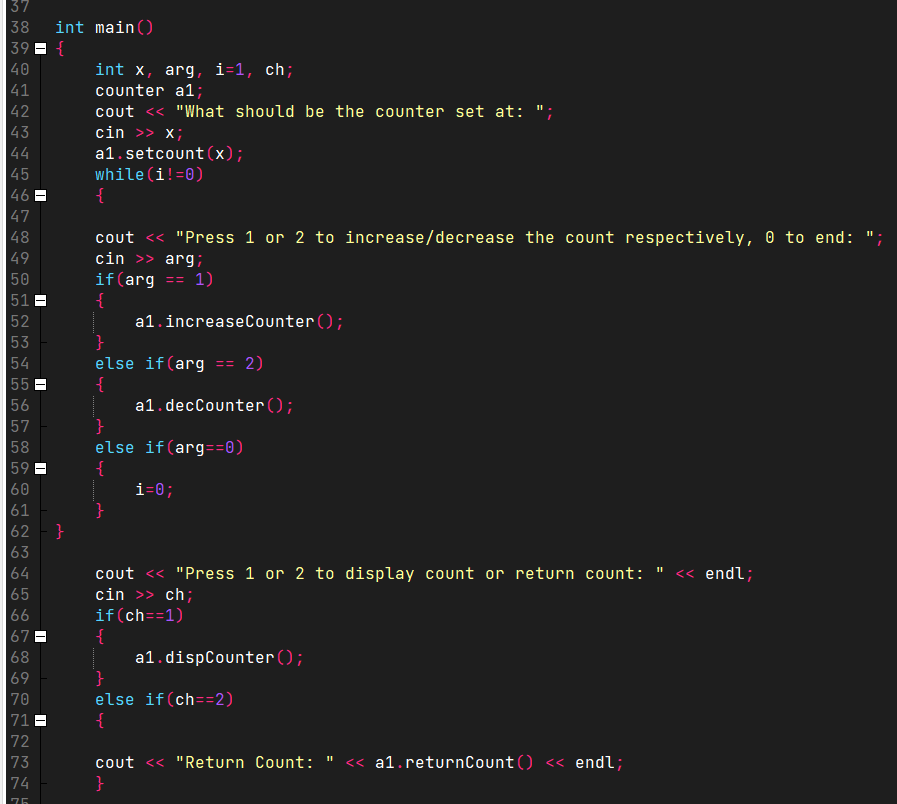 37
38 int main()
39 {
40 int x, arg, i=1, ch;
41 counter a1;
42 cout << "What should be the counter set at: ";
43 cin >> x;
44 a1.setcount(x);
45 while(i!=0)
46 {
47
48 cout << "Press 1 or 2 to increase/decrease the count respectively, 0 to end: ";
49 cin >> arg;
50 if(arg == 1)
51 {
52 a1.increaseCounter();
53 }
54 else if(arg == 2)
55 {
56 a1.decCounter();
57 }
58 else if(arg==0)
59 {
60 i=0;
61 }
62 }
63
64 cout << "Press 1 or 2 to display count or return count: " << endl;
65 cin >> ch;
66 if(ch==1)
67 {
68 a1.dispCounter();
69 }
70 else if(ch==2)
71 {
72
73 cout << "Return Count: " << a1.returnCount() << endl;
74 }
75